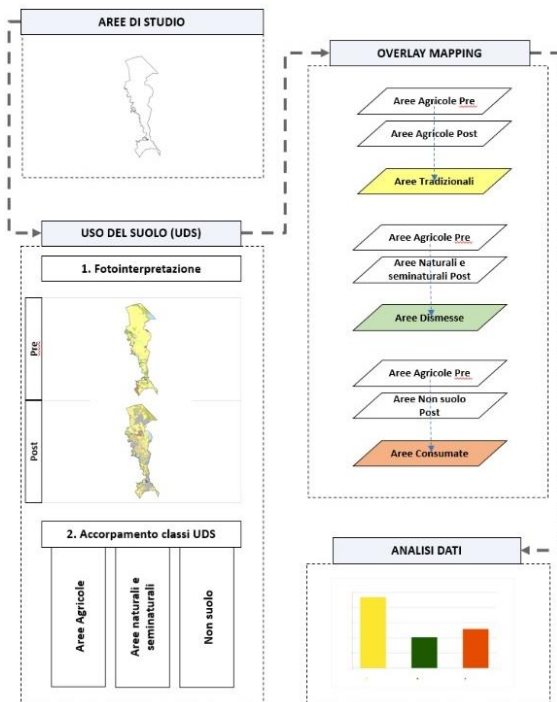 AREE DI STUDIO
USO DEL SUOLO (UDS)
1. Fotointerpretazione
Pre
Post
2. Accorpamento classi UDS
Aree Agricole
Aree naturali e
seminaturali
Non suolo
OVERLAY MAPPING
Aree Agricole Pre
Aree Agricole Post
Aree Tradizionali
Aree Agricole Pre
Aree Naturali e
seminaturali Post
Aree Dismesse
Aree Agricole Pre
Aree Non suolo
Post
Aree Consumate
ANALISI DATI